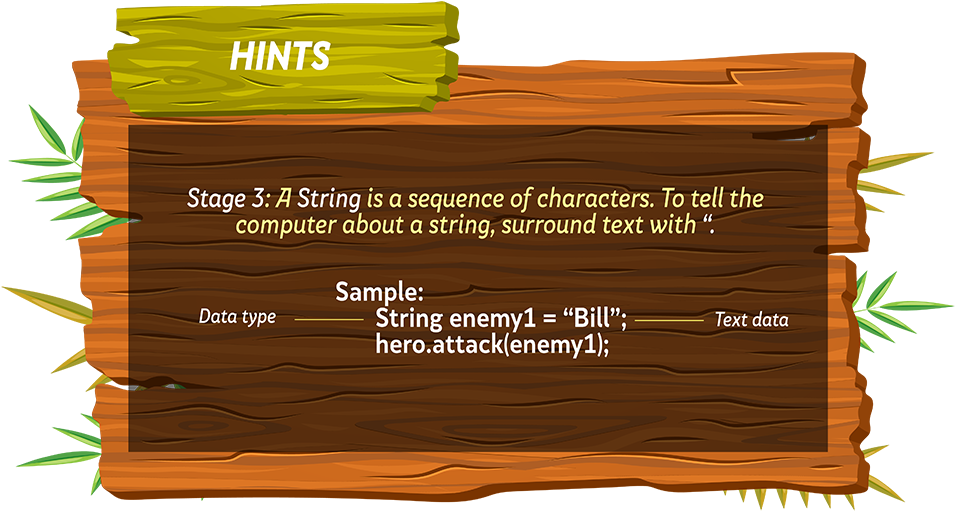 HINTS
Stage 3: A String is a sequence of characters. To tell the
computer about a string, surround text with “.
Sample:
Data type
String enemy1 = “Bill”;
Text data
hero.attack(enemy1);